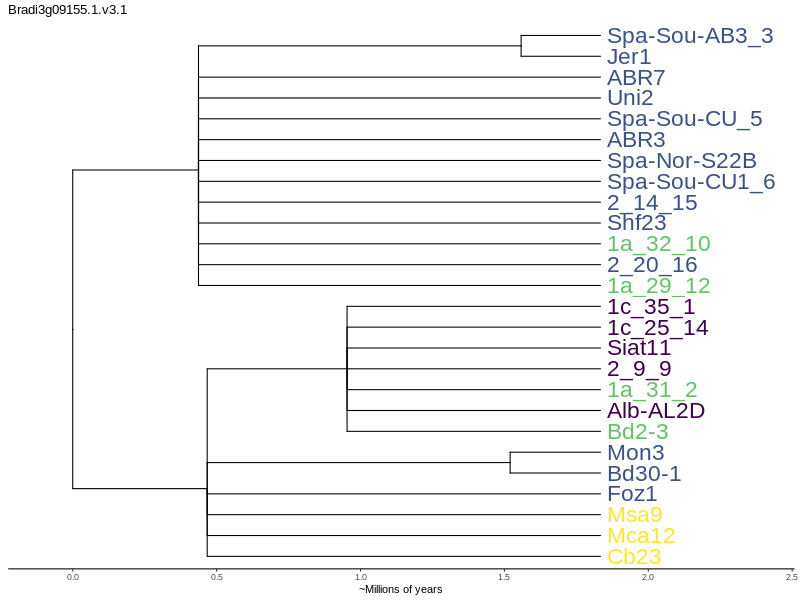 Bradi3g09155.1.v3.1
Spa-Sou-AB3_3
Jer1
ABR7
Uni2
Spa-Sou-CU_5
ABR3
Spa-Nor-S22B
Spa-Sou-CU1_6
2_14_15
Shf23
1a_32_10
2_20_16
1a_29_12
1c_35_1
1c_25_14
Siat11
2_9_9
1a_31_2
Alb-AL2D
Bd2-3
Mon3
Bd30-1
Foz1
Msa9
Mca12
Cb23
0.0 0.5 1.0 1.5 2.0 2.5
~Millions of years